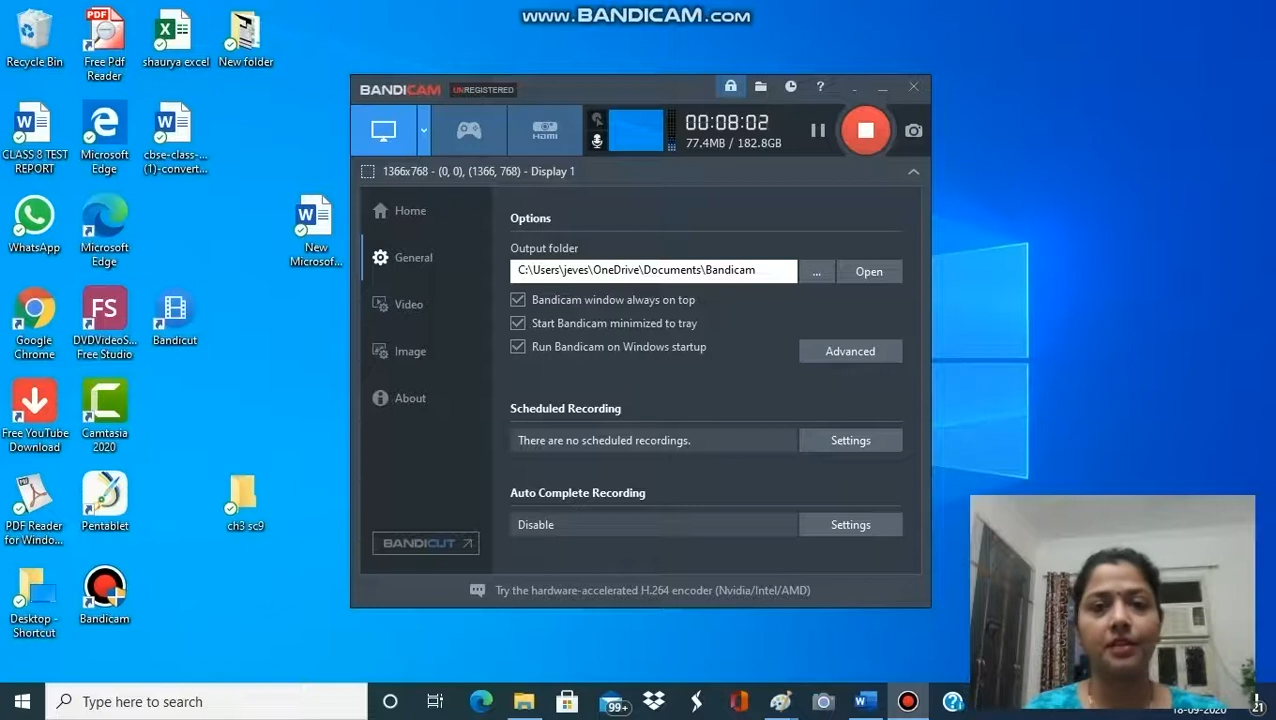 www.BANDICAM.com
Recycle Bin
Free Pdf
Reader
shaurya excel
New folder
CLASS 8 TEST
REPORT
Microsoft
Edge
cbse-class-...
(1)-convert...
WhatsApp
Microsoft
Edge
New
Microsof...
Google
Chrome
FS
DVDVideoS...
Free Studio
Bandicut
Free YouTube
Download
Camtasia
2020
PDF Reader
for Windo...
Pentablet
ch3 sc9
Desktop -
Shortcut
Bandicam
BANDICAM UNREGISTERED
?
HDMI
00:08:02
77.4MB / 182.8GB
1366x768 - (0, 0), (1366, 768) - Display 1
Home
General
Video
Image
About
BANDICUT
Options
Output folder
C:\Users\jeves\OneDrive\Documents\Bandicam
...
Open
Bandicam window always on top
Start Bandicam minimized to tray
Run Bandicam on Windows startup
Advanced
Scheduled Recording
There are no scheduled recordings.
Settings
Auto Complete Recording
Disable
Settings
Try the hardware-accelerated H.264 encoder (Nvidia/Intel/AMD)
Type here to search
99+
18-09-2020
21